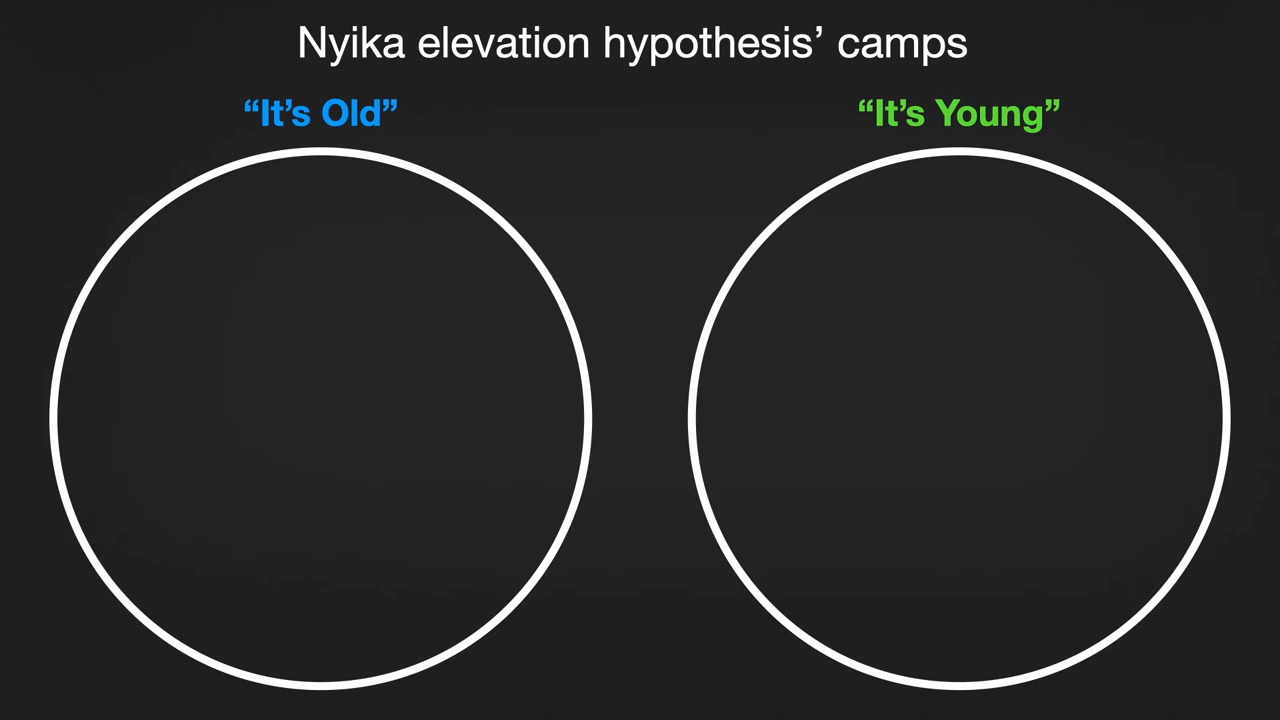 Nyika elevation hypothesis’ camps
“It’s Old”
“It’s Young”